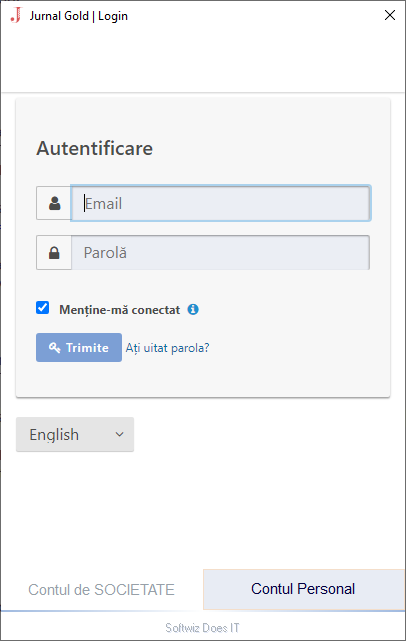 Jurnal Gold | Login
Autentificare
Email
Parolă
Menține-mă conectat
Trimite Ați uitat parola?
English
Contul de SOCIETATE Contul Personal
Softwiz Does IT